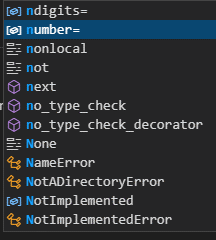 ndigits=
number=
nonlocal
not
next
no_type_check
no_type_check_decorator
None
NameError
NotADirectoryError
NotImplemented
NotImplementedError